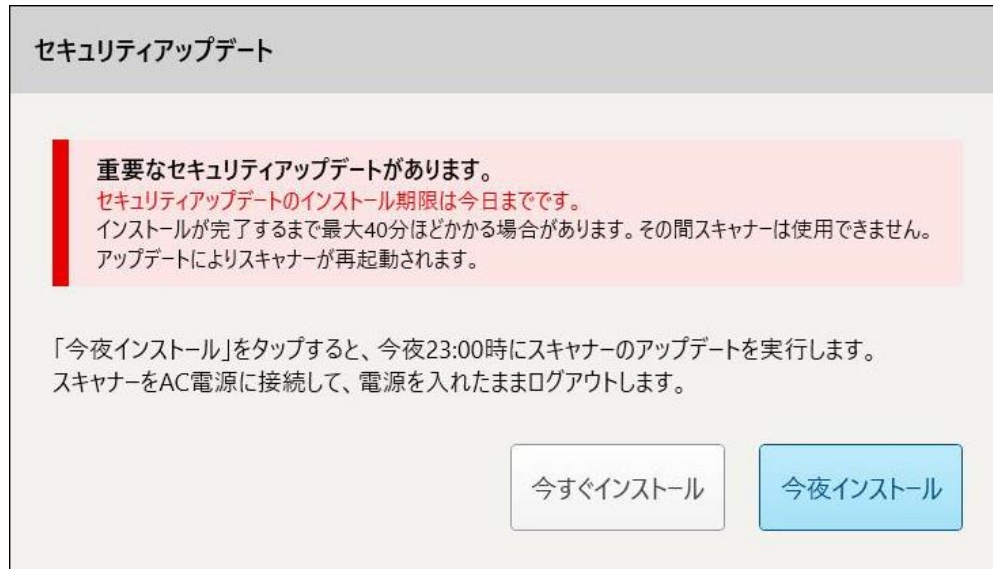 セキュリティアップデート
重要なセキュリティアップデートがあります。
セキュリティアップデートのインストール期限は今日までです。
インストールが完了するまで最大40分ほどかかる場合があります。その間スキャナーは使用できません。
アップデートによりスキャナーが再起動されます。
「今夜インストール」をタップすると、今夜23:00時にスキャナーのアップデートを実行します。
スキャナーをAC電源に接続して、電源を入れたままログアウトします。
今すぐインストール
今夜インストール